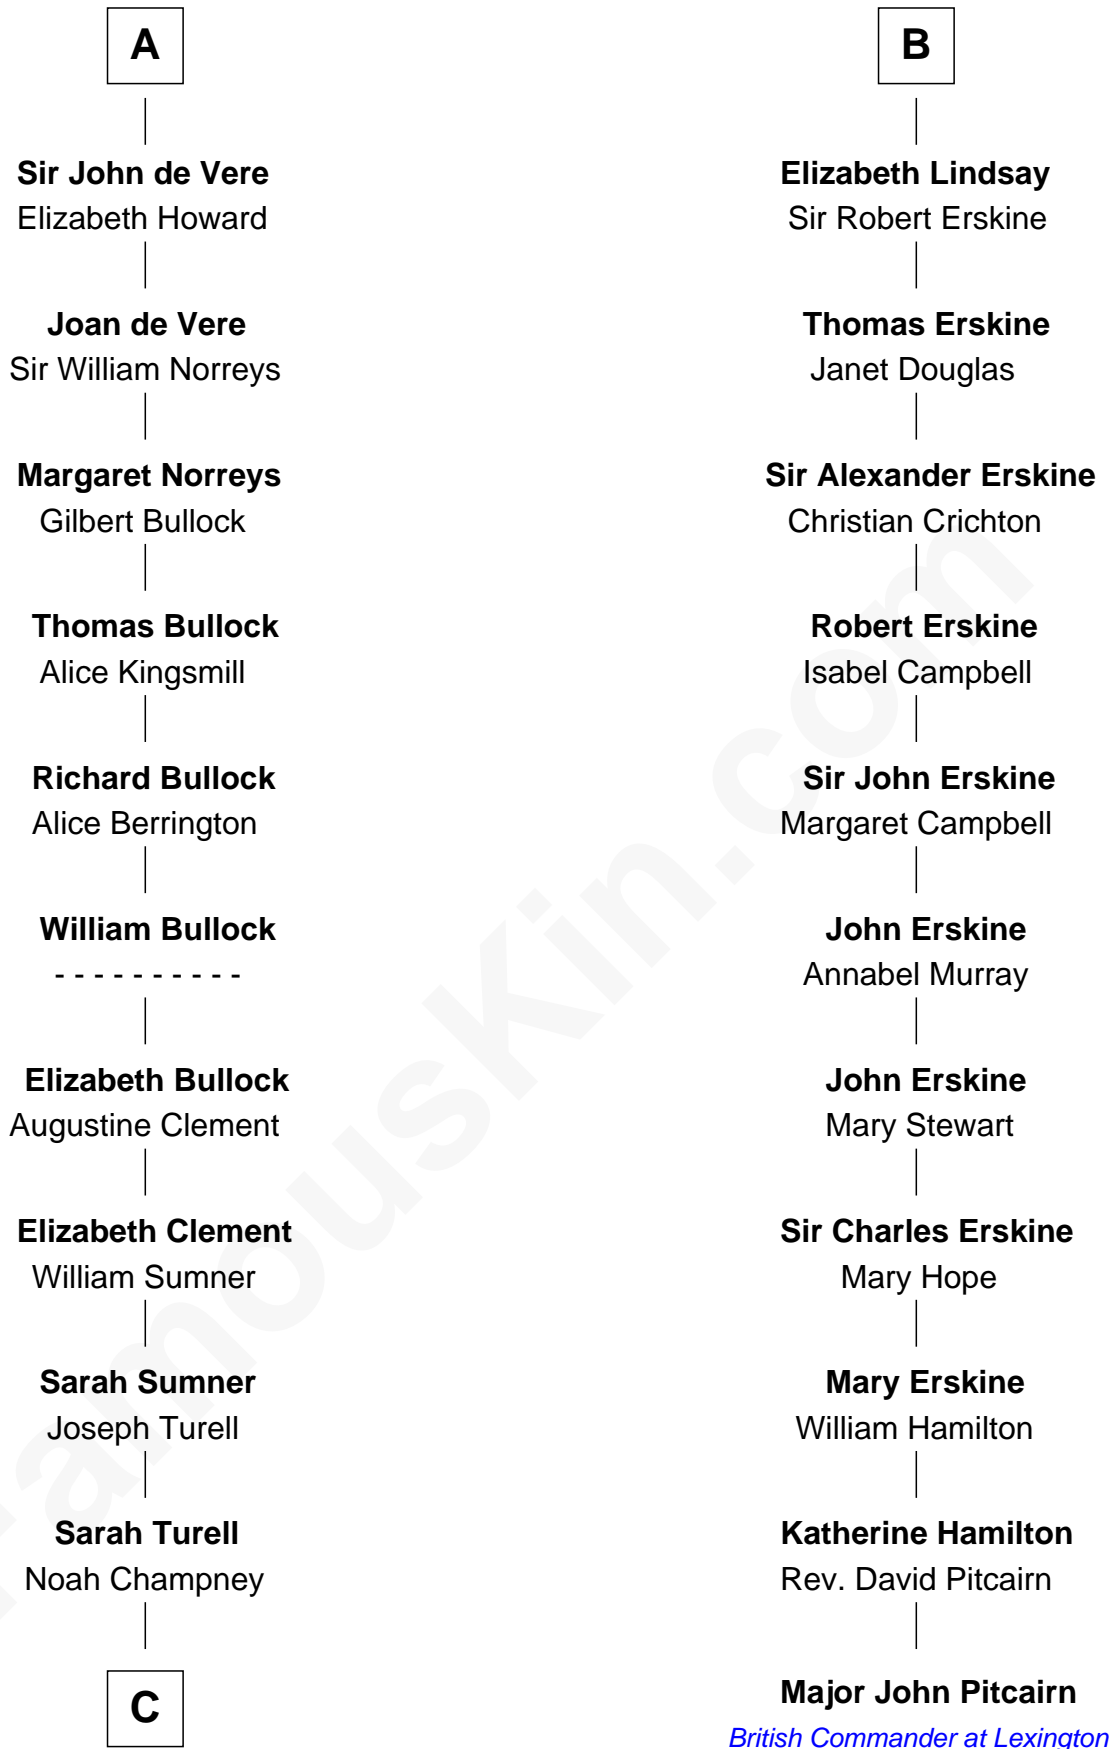 A
Sir John de Vere
Elizabeth Howard
Joan de Vere
Sir William Norreys
Margaret Norreys
Gilbert Bullock
Thomas Bullock
Alice Kingsmill
Richard Bullock
Alice Berrington
William Bullock
- - - - - - - - - -
Elizabeth Bullock
Augustine Clement
Elizabeth Clement
William Sumner
Sarah Sumner
Joseph Turell
Sarah Turell
Noah Champney
C
B
Elizabeth Lindsay
Sir Robert Erskine
Thomas Erskine
Janet Douglas
Sir Alexander Erskine
Christian Crichton
Robert Erskine
Isabel Campbell
Sir John Erskine
Margaret Campbell
John Erskine
Annabel Murray
John Erskine
Mary Stewart
Sir Charles Erskine
Mary Hope
Mary Erskine
William Hamilton
Katherine Hamilton
Rev. David Pitcairn
Major John Pitcairn
British Commander at Lexington
FamousKin.com